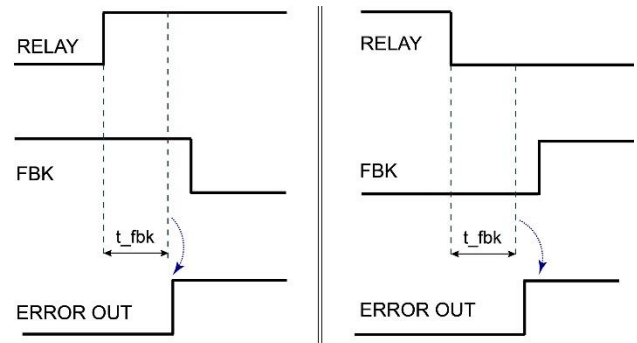 RELAY
FBK
t_fbk
ERROR OUT
RELAY
FBK
t_fbk
ERROR OUT